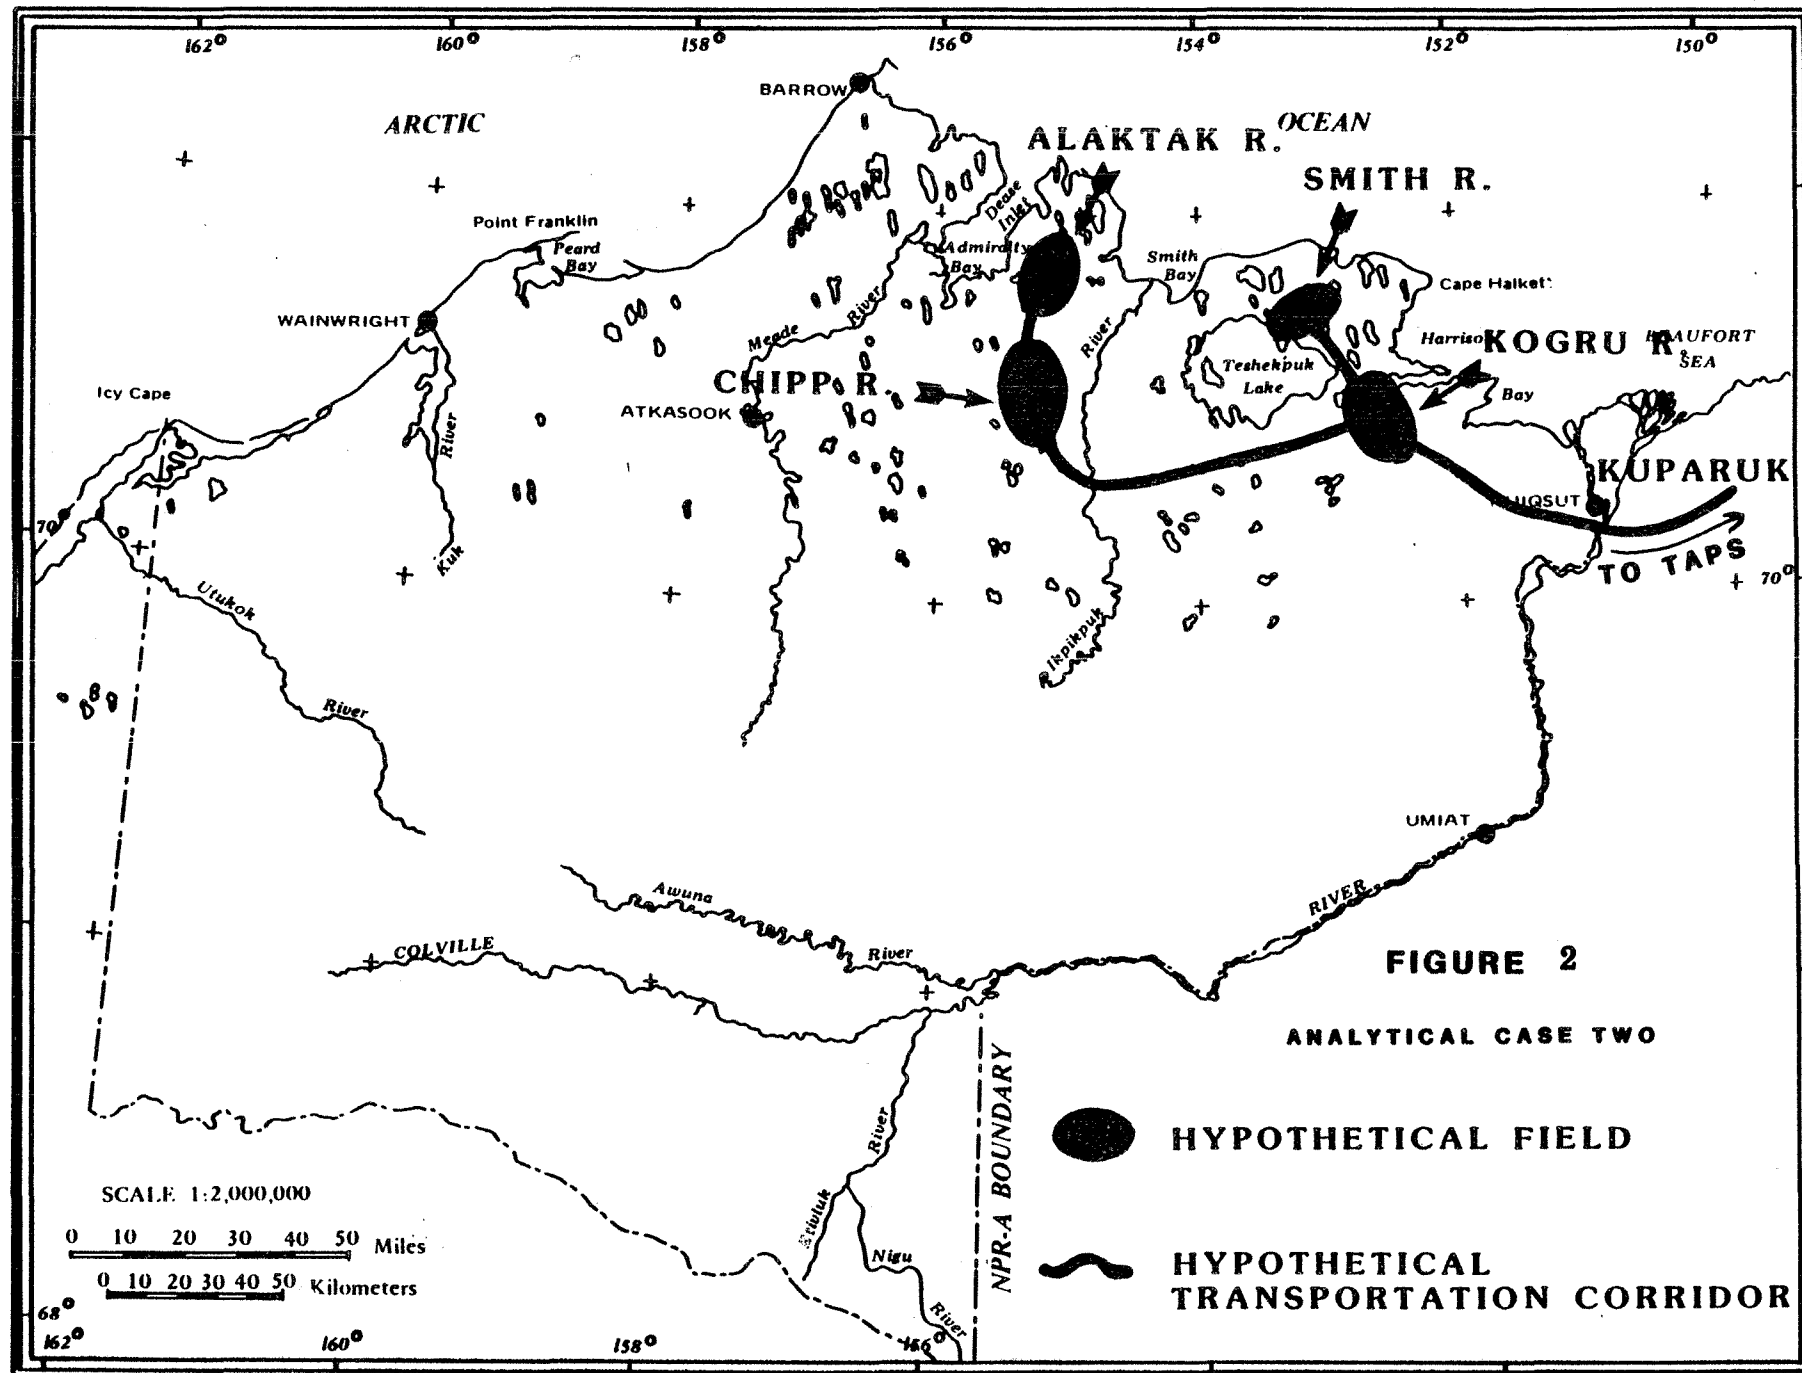 162° 160° 158° 156° 154° 152° 150°
BARROW
ARCTIC
OCEAN
ALAKTAK R.
SMITH R.
Point Franklin
Peard
Bay
Dease
Inlet
Admiralty
Bay
Smith
Bay
Cape Halkett
WAINWRIGHT
Meade
River
River
Harriso
KOGRU R.
BEAUFORT
SEA
Teshekpuk
Lake
Bay
Icy Cape
CHIPP R.
ATKASOOK
River
KUPARUK
UIQSUT
70
Kuk
TO TAPS
70°
Utukok
River
Ikpikpuk
UMIAT
Awuna
River
COLVILLE
RIVER
FIGURE 2
ANALYTICAL CASE TWO
NPR-A BOUNDARY
River
Etivluk
Nigu
River
HYPOTHETICAL FIELD
SCALE 1:2,000,000
0 10 20 30 40 50 Miles
0 10 20 30 40 50 Kilometers
HYPOTHETICAL
TRANSPORTATION CORRIDOR
68°
162° 160° 158° 156°